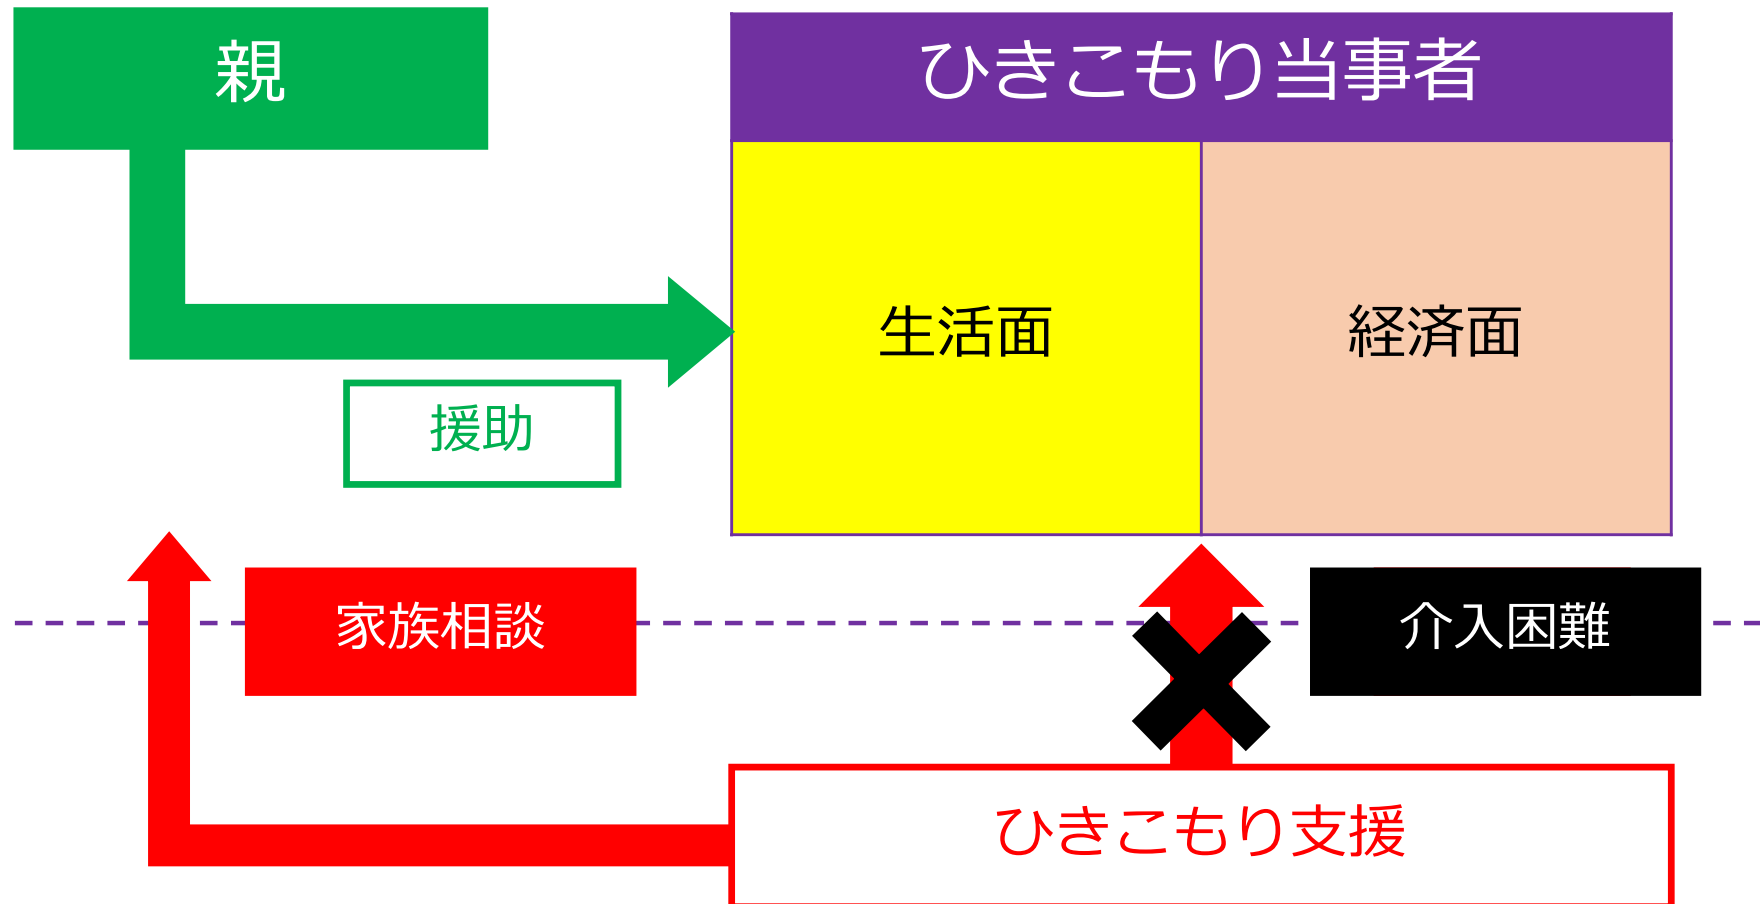 親
ひきこもり当事者
生活面
経済面
援助
家族相談
介入困難
ひきこもり支援